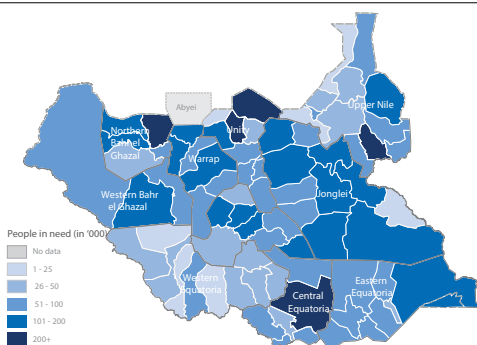 Abyei
Upper Nile
Northern
Bahr el
Ghazal
Unity
Warrap
Western Bahr
el Ghazal
Jonglei
Western
Equatoria
Central
Equatoria
Eastern
Equatoria
People in need (in '000)
No data
1 - 25
26 - 50
51 - 100
101 - 200
200+